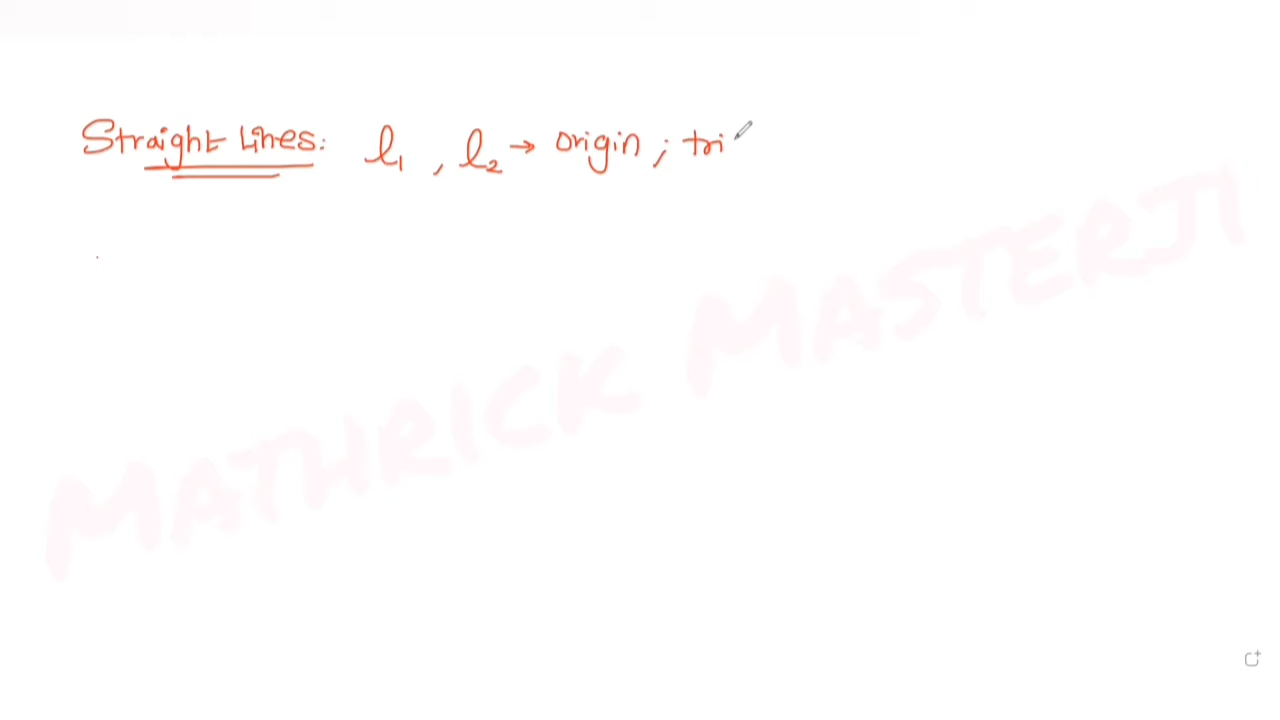 Straight Lines: l₁, l₂ → origin; tri
MATHRICK MASTERJI